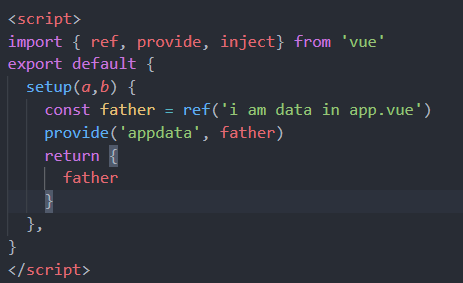 <script>
import { ref, provide, inject} from 'vue'
export default {
  setup(a,b) {
    const father = ref('i am data in app.vue')
    provide('appdata', father)
    return {
      father
    }
  },
}
</script>